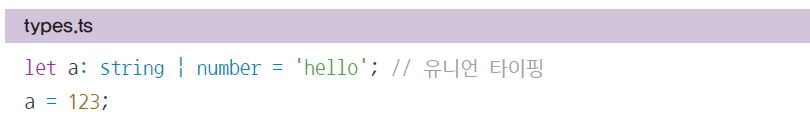 types.ts
let a: string | number = 'hello'; // 유니언 타이핑
a = 123;